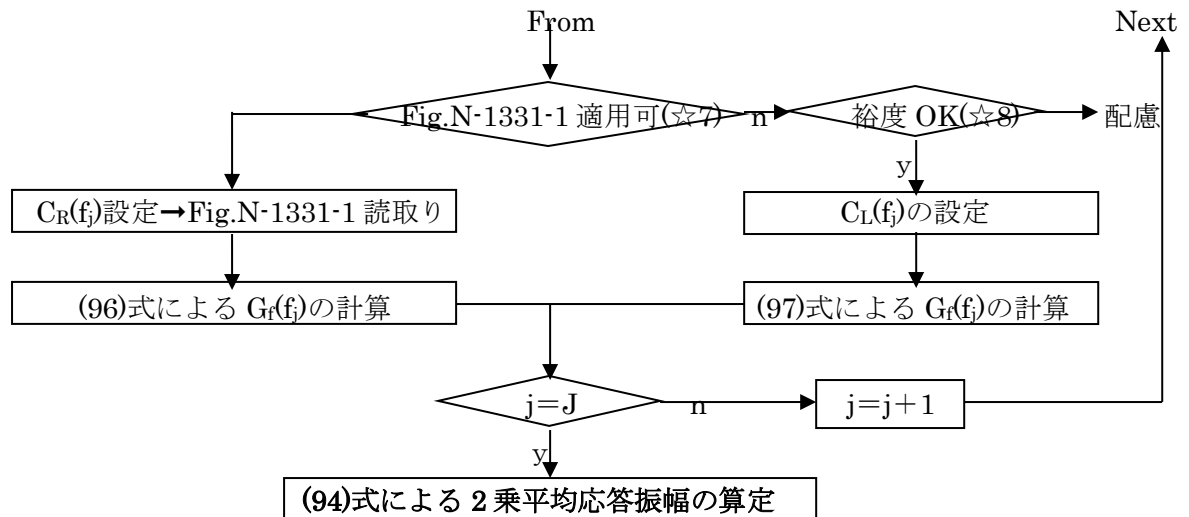 From
Next
Fig.N-1331-1 適用可(☆7)
n
裕度 OK(☆8)
配慮
y
CR(fj)設定→Fig.N-1331-1 読取り
CL(fj)の設定
(96)式による Gf(fj)の計算
(97)式による Gf(fj)の計算
j=J
n
j=j+1
y
(94)式による 2 乗平均応答振幅の算定